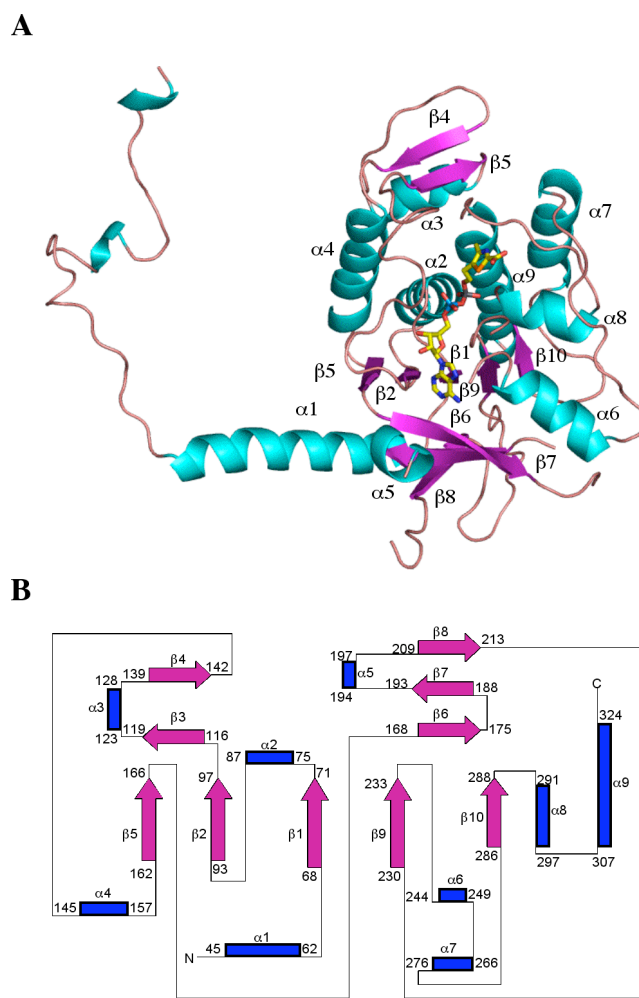 A
β4
β5
α3
α7
α4
α2
α9
α8
β1
β10
β5
β2
β9
α1
β6
α6
α5
β7
β8
B
β8
197 209 213
139 β4 142
α5
128
β7
194 193 188
C
α3
β3
β6
324
123 119 116
168 175
α2
87 75
166 97 71 233 288 291
α9
α8
β5 β2 β1 β9 β10
162 93 68 230 286 297 307
α6
α4
244 249
145 157
α1
α7
N 45 62
276 266